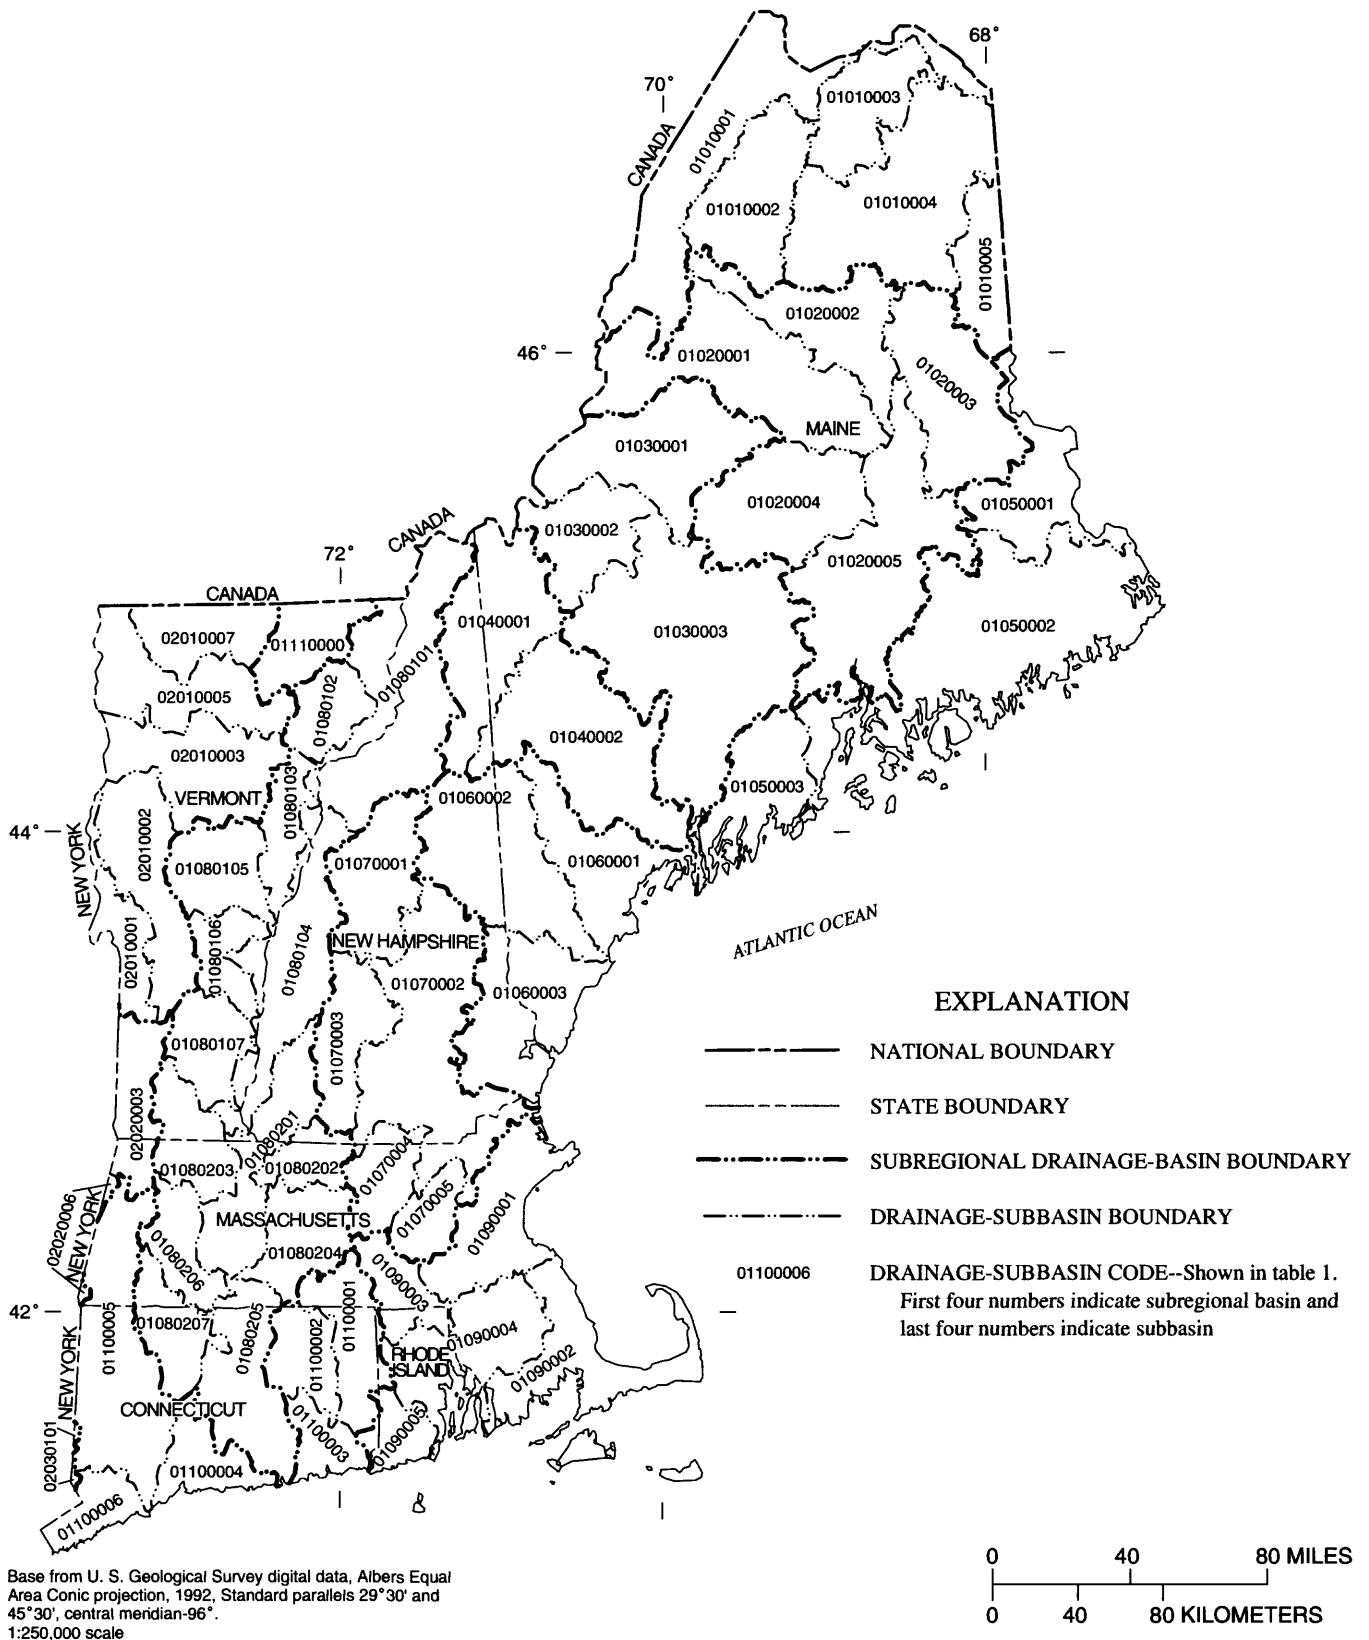 68°
70°
01010003
01010001
CANADA
01010002
01010004
01010005
01020002
46°
01020001
01020003
MAINE
01030001
01020004
01050001
CANADA
01030002
72°
01020005
CANADA
01040001
01050002
02010007
01110000
01030003
01080101
02010005
01080102
01040002
02010003
01080103
01050003
VERMONT
01060002
02010002
44°
NEW YORK
01080105
01070001
01060001
ATLANTIC OCEAN
01080106
02010001
01080104
NEW HAMPSHIRE
01070002
01060003
01080107
01070003
02020003
01080201
01080203
01080202
01070004
02020006
NEW YORK
MASSACHUSETTS
01070005
01090001
01080206
01080204
01090003
42°
01100005
01080207
01080205
01100002
01100001
01090004
RHODE
ISLAND
01090002
NEW YORK
CONNECTICUT
01100003
01090005
02030101
01100004
01100006
EXPLANATION
NATIONAL BOUNDARY
STATE BOUNDARY
SUBREGIONAL DRAINAGE-BASIN BOUNDARY
DRAINAGE-SUBBASIN BOUNDARY
01100006 DRAINAGE-SUBBASIN CODE--Shown in table 1.
First four numbers indicate subregional basin and
last four numbers indicate subbasin
0 40 80 MILES
0 40 80 KILOMETERS
Base from U. S. Geological Survey digital data, Albers Equal
Area Conic projection, 1992, Standard parallels 29°30' and
45°30', central meridian-96°.
1:250,000 scale